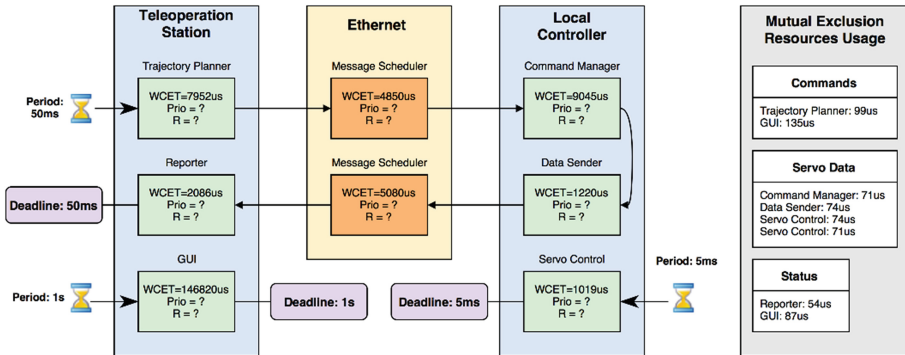 Teleoperation
Station
Ethernet
Local
Controller
Mutual Exclusion
Resources Usage
Trajectory Planner
WCET=7952us
Prio = ?
R = ?
Message Scheduler
WCET=4850us
Prio = ?
R = ?
Command Manager
WCET=9045us
Prio = ?
R = ?
Period:
50ms
Reporter
WCET=2086us
Prio = ?
R = ?
Message Scheduler
WCET=5080us
Prio = ?
R = ?
Data Sender
WCET=1220us
Prio = ?
R = ?
Deadline: 50ms
GUI
WCET=146820us
Prio = ?
R = ?
Period: 1s
Deadline: 1s
Deadline: 5ms
Servo Control
WCET=1019us
Prio = ?
R = ?
Period: 5ms
Commands
Trajectory Planner: 99us
GUI: 135us
Servo Data
Command Manager: 71us
Data Sender: 74us
Servo Control: 74us
Servo Control: 71us
Status
Reporter: 54us
GUI: 87us